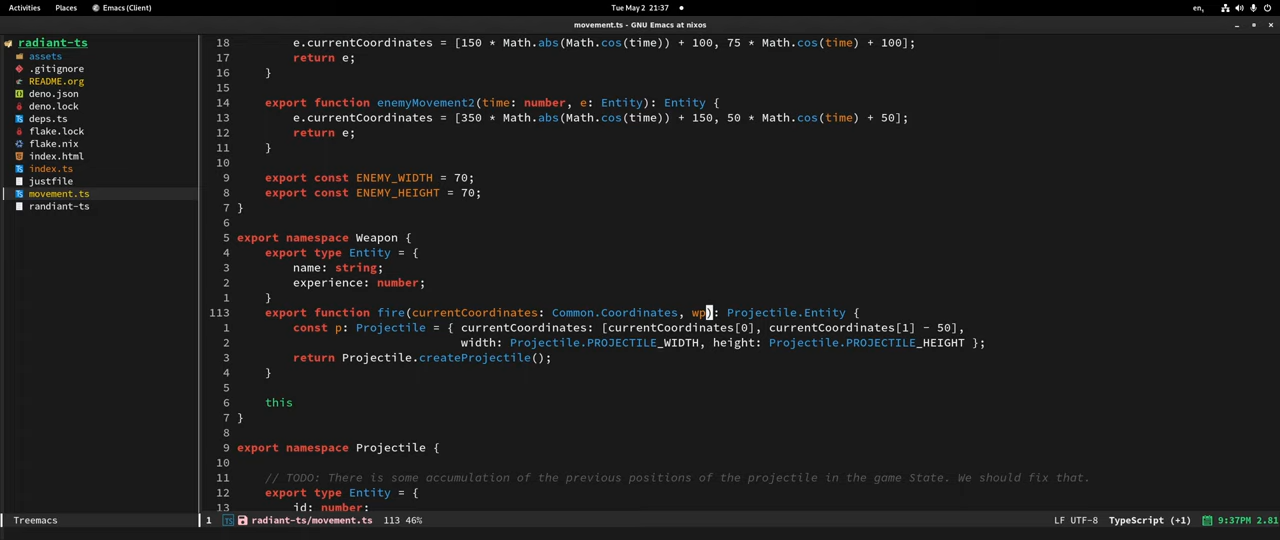 Activities Emacs (Client) Tue May 2 21:37 en,
movement.ts - GNU Emacs at nixos
radiant-ts
assets
.gitignore
README.org
deno.json
deno.lock
deps.ts
flake.lock
flake.nix
index.html
index.ts
justfile
movement.ts
randiant-ts
18 e.currentCoordinates = [150 * Math.abs(Math.cos(time)) + 100, 75 * Math.cos(time) + 100];
17 return e;
16 }
15
14 export function enemyMovement2(time: number, e: Entity): Entity {
13 e.currentCoordinates = [350 * Math.abs(Math.cos(time)) + 150, 50 * Math.cos(time) + 50];
12 return e;
11 }
10
9 export const ENEMY_WIDTH = 70;
8 export const ENEMY_HEIGHT = 70;
7 }
6
5 export namespace Weapon {
4 export type Entity = {
3 name: string;
2 experience: number;
1 }
113 export function fire(currentCoordinates: Common.Coordinates, wp): Projectile.Entity {
1 const p: Projectile = { currentCoordinates: [currentCoordinates[0], currentCoordinates[1] - 50],
2 width: Projectile.PROJECTILE_WIDTH, height: Projectile.PROJECTILE_HEIGHT };
3 return Projectile.createProjectile();
4 }
5
6 this
7 }
8
9 export namespace Projectile {
10
11 // TODO: There is some accumulation of the previous positions of the projectile in the game State. We should fix that.
12 export type Entity = {
13 id: number;
Treemacs 1 radiant-ts/movement.ts 113 46% LF UTF-8 TypeScript (+1) 9:37PM 2.81